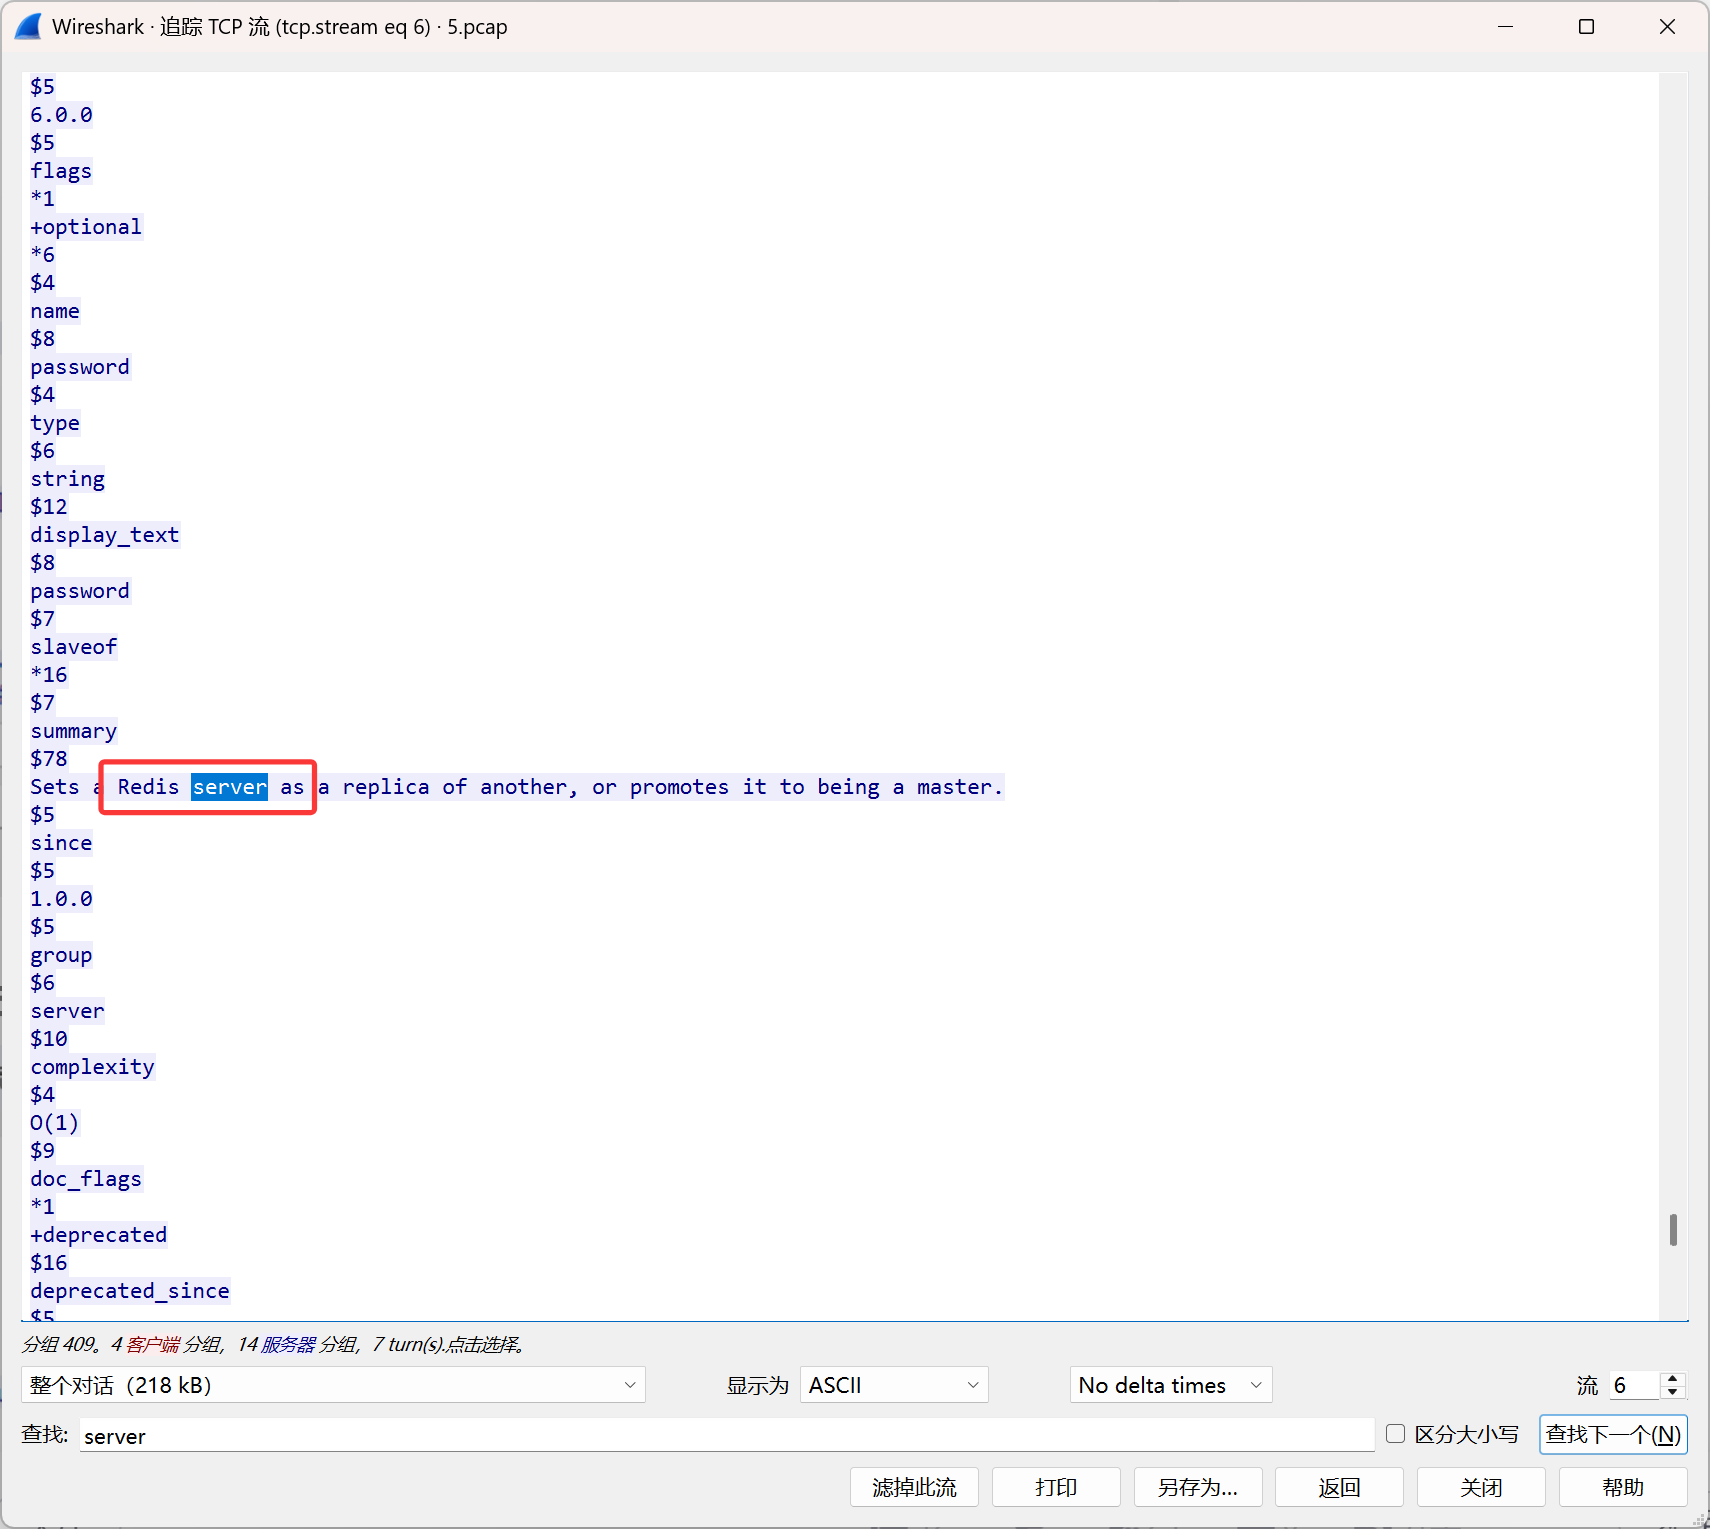 Wireshark · 追踪 TCP 流 (tcp.stream eq 6) · 5.pcap
$5
6.0.0
$5
flags
*1
+optional
*6
$4
name
$8
password
$4
type
$6
string
$12
display_text
$8
password
$7
slaveof
*16
$7
summary
$78
Sets a Redis server as a replica of another, or promotes it to being a master.
$5
since
$5
1.0.0
$5
group
$6
server
$10
complexity
$4
O(1)
$9
doc_flags
*1
+deprecated
$16
deprecated_since
$5
分组 409。4 客户端 分组，14 服务器 分组，7 turn(s).点击选择。
整个对话（218 kB） 显示为 ASCII No delta times 流 6
查找: server 区分大小写 查找下一个(N)
滤掉此流 打印 另存为... 返回 关闭 帮助